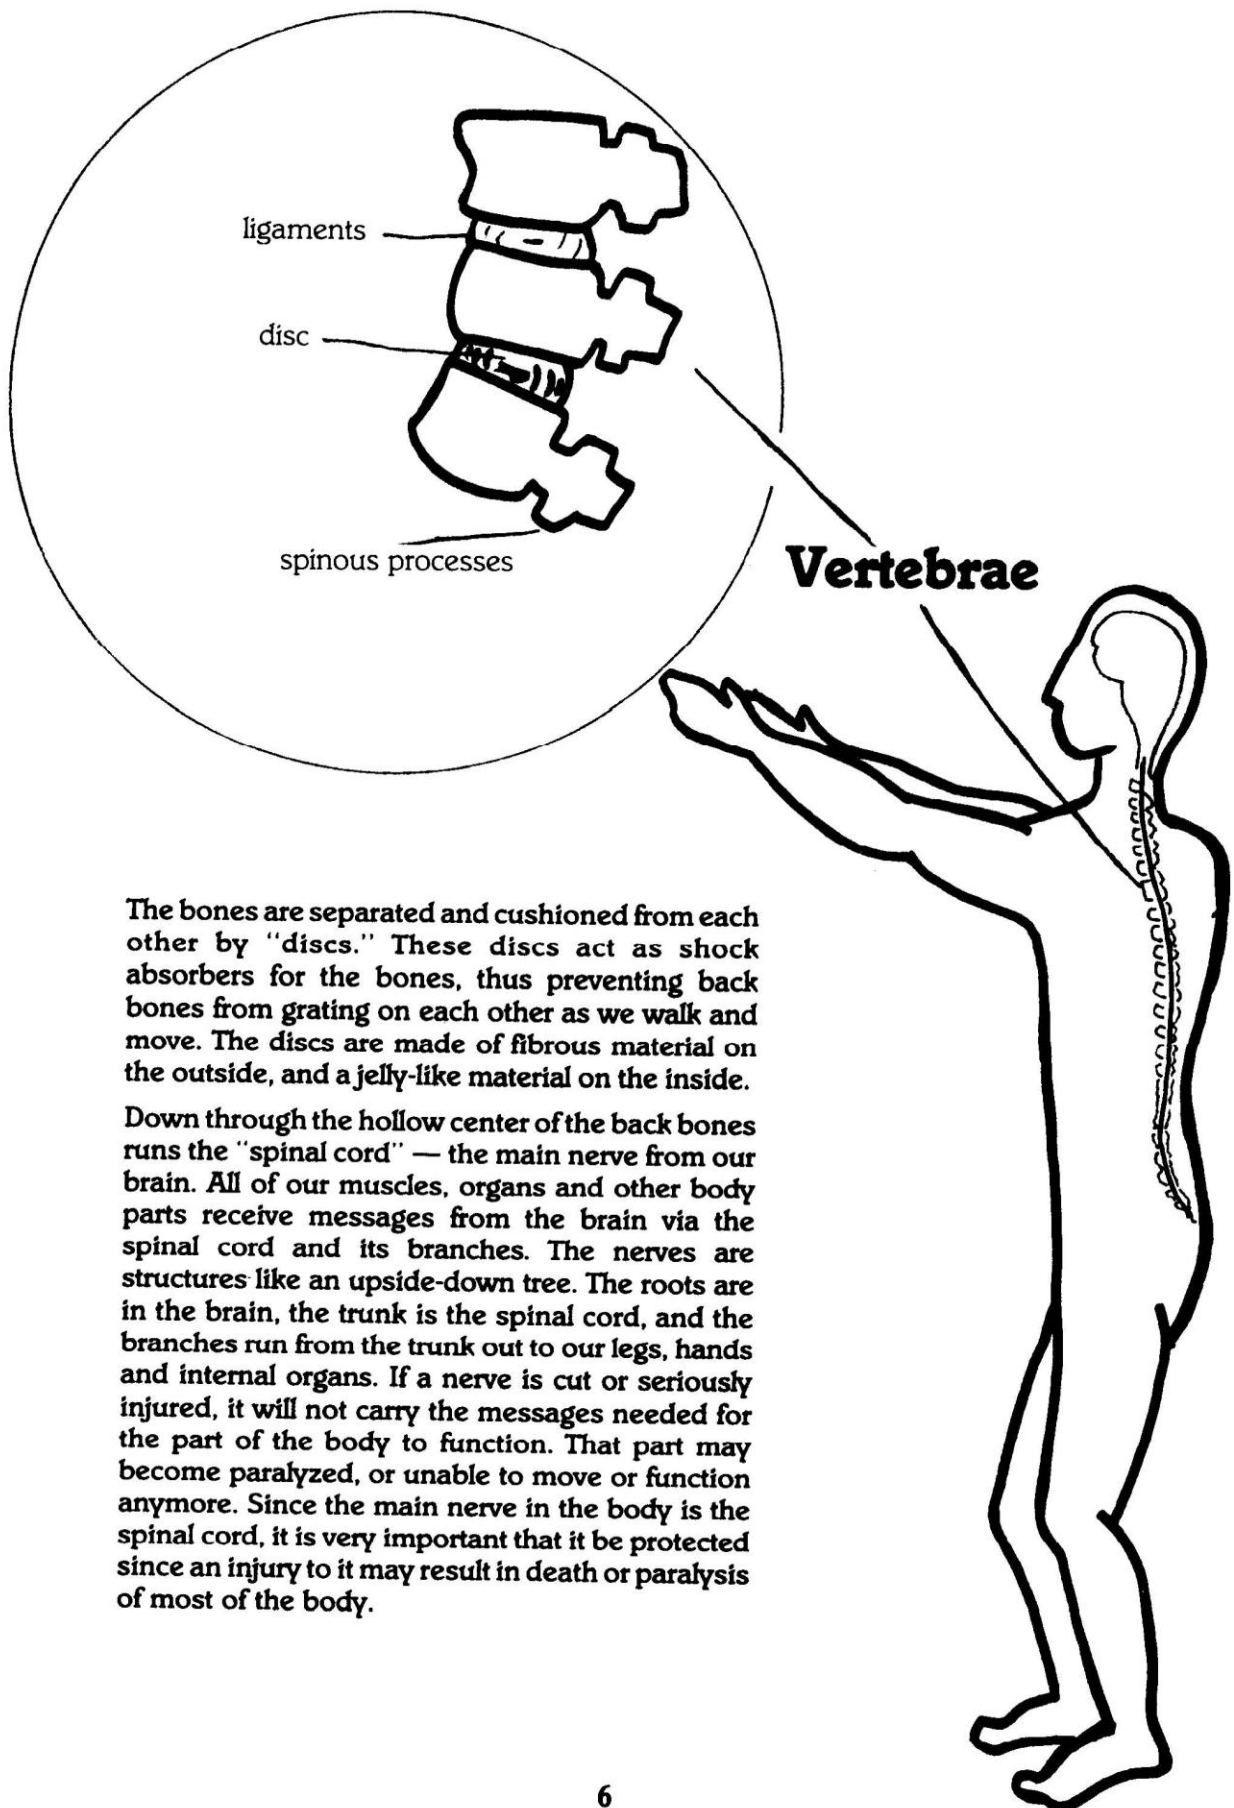 ligaments
disc
spinous processes
Vertebrae
The bones are separated and cushioned from each
other by "discs." These discs act as shock
absorbers for the bones, thus preventing back
bones from grating on each other as we walk and
move. The discs are made of fibrous material on
the outside, and a jelly-like material on the inside.
Down through the hollow center of the back bones
runs the "spinal cord" — the main nerve from our
brain. All of our muscles, organs and other body
parts receive messages from the brain via the
spinal cord and its branches. The nerves are
structures like an upside-down tree. The roots are
in the brain, the trunk is the spinal cord, and the
branches run from the trunk out to our legs, hands
and internal organs. If a nerve is cut or seriously
injured, it will not carry the messages needed for
the part of the body to function. That part may
become paralyzed, or unable to move or function
anymore. Since the main nerve in the body is the
spinal cord, it is very important that it be protected
since an injury to it may result in death or paralysis
of most of the body.
6